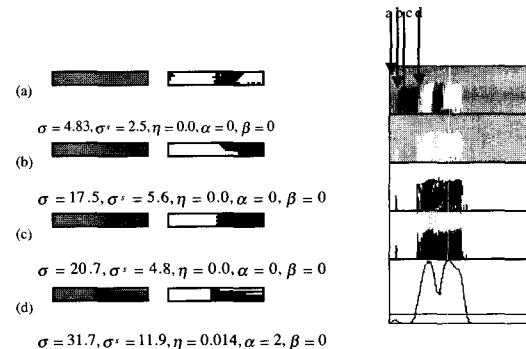 a b c d
(a)
σ = 4.83, σˢ = 2.5, η = 0.0, α = 0, β = 0
(b)
σ = 17.5, σˢ = 5.6, η = 0.0, α = 0, β = 0
(c)
σ = 20.7, σˢ = 4.8, η = 0.0, α = 0, β = 0
(d)
σ = 31.7, σˢ = 11.9, η = 0.014, α = 2, β = 0